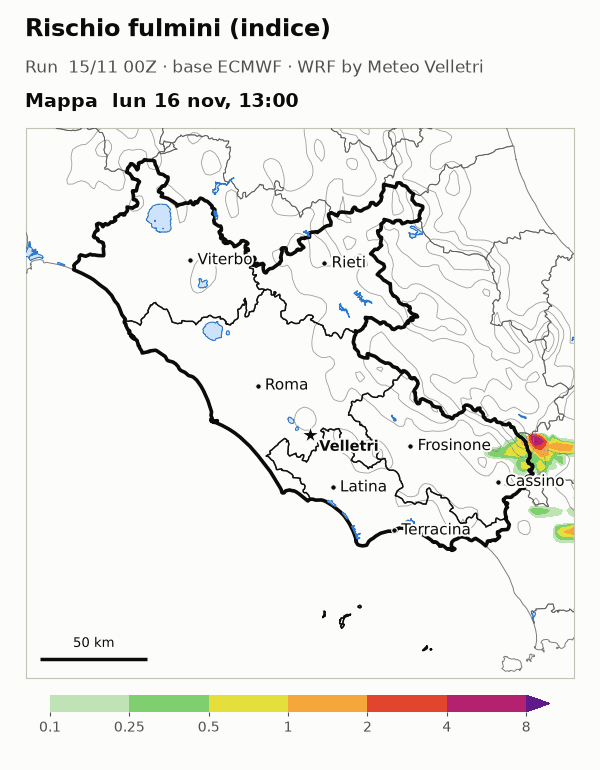 Rischio fulmini (indice)
Run  15/11 00Z · base ECMWF · WRF by Meteo Velletri
Mappa  lun 16 nov, 13:00
Viterbo
Rieti
Roma
Velletri
Frosinone
Cassino
Latina
Terracina
50 km
0.1 0.25 0.5 1 2 4 8